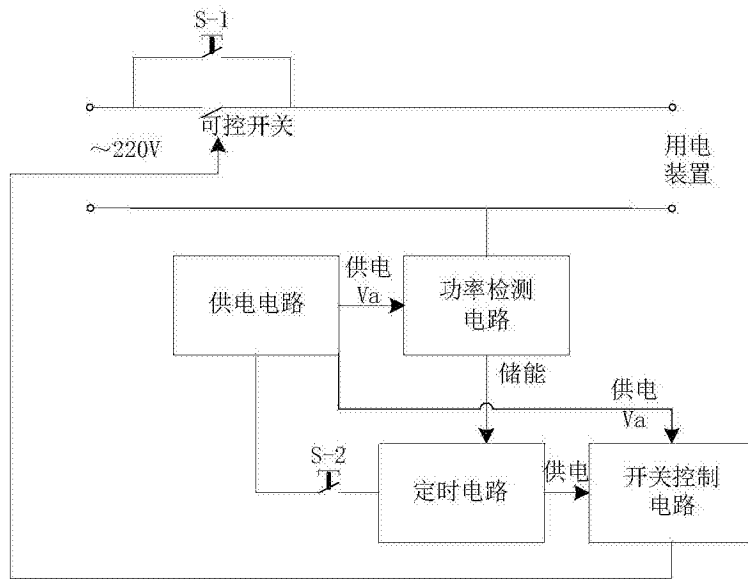 S-1
可控开关
～220V
用电
装置
供电电路
供电
Va
功率检测
电路
储能
供电
Va
S-2
定时电路
供电
开关控制
电路